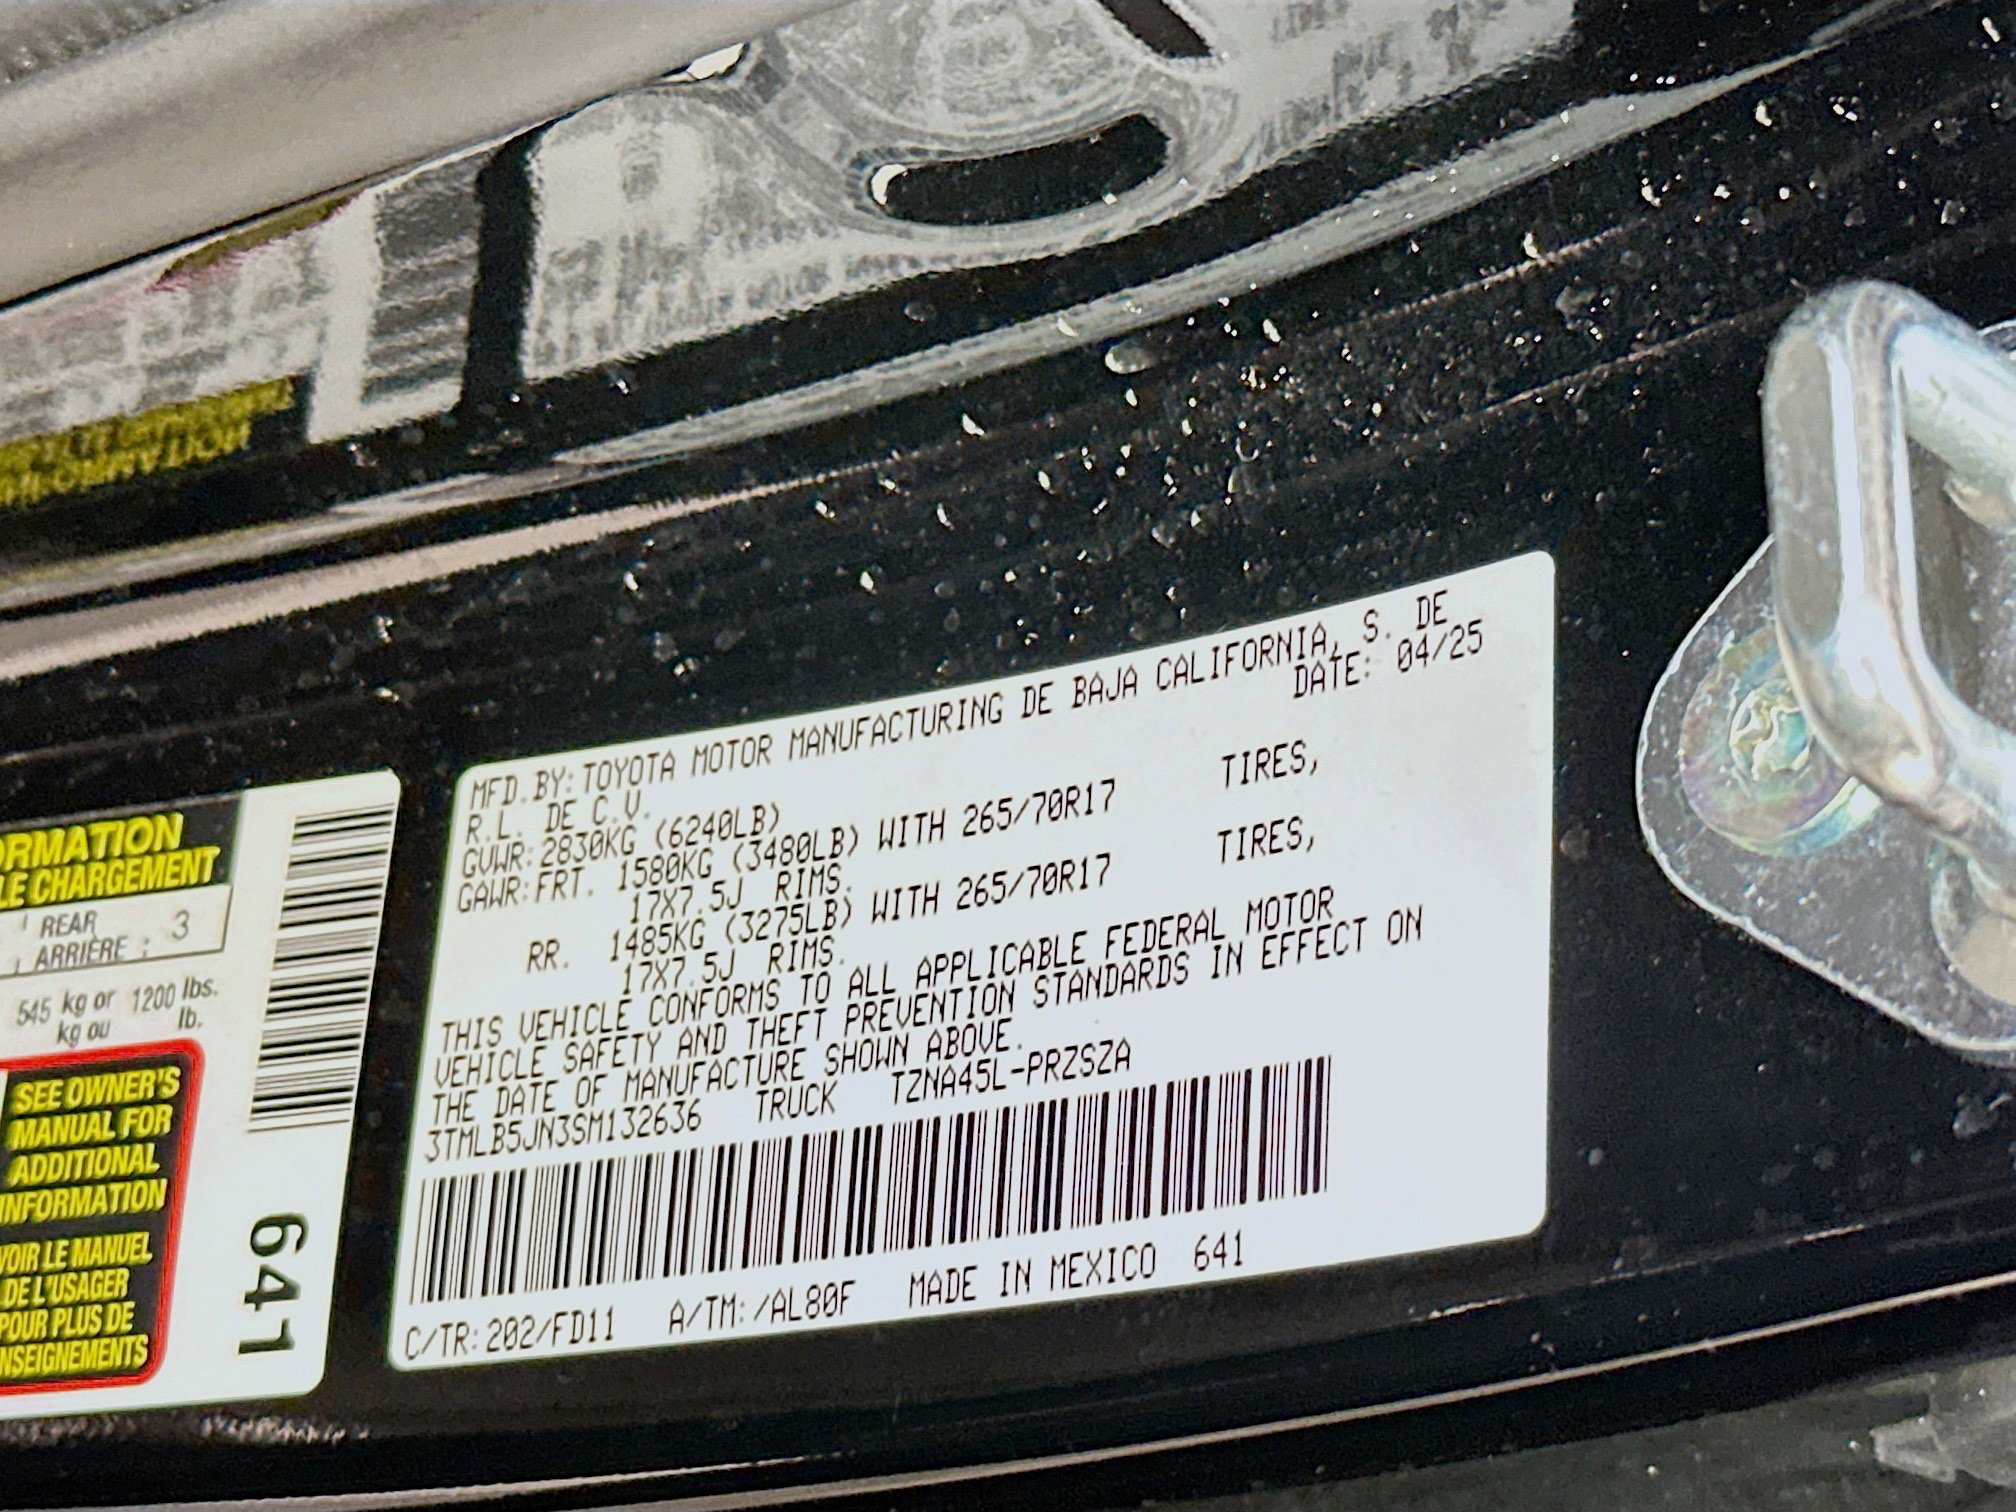 MFD.BY:TOYOTA MOTOR MANUFACTURING DE BAJA CALIFORNIA, S. DE
R.L. DE C.V. DATE: 04/25
GVWR:2830KG (6240LB)
GAWR:FRT. 1580KG (3480LB) WITH 265/70R17 TIRES,
17X7.5J RIMS.
RR. 1485KG (3275LB) WITH 265/70R17 TIRES,
17X7.5J RIMS.
THIS VEHICLE CONFORMS TO ALL APPLICABLE FEDERAL MOTOR
VEHICLE SAFETY AND THEFT PREVENTION STANDARDS IN EFFECT ON
THE DATE OF MANUFACTURE SHOWN ABOVE.
3TMLB5JN3SM132636 TRUCK TZNA45L-PRZSZA
C/TR:202/FD11 A/TM:/AL80F MADE IN MEXICO 641
ORMATION
LE CHARGEMENT
REAR
ARRIÈRE : 3
545 kg or 1200 lbs.
kg ou lb.
SEE OWNER'S
MANUAL FOR
ADDITIONAL
INFORMATION
VOIR LE MANUEL
DE L'USAGER
POUR PLUS DE
NSEIGNEMENTS
641